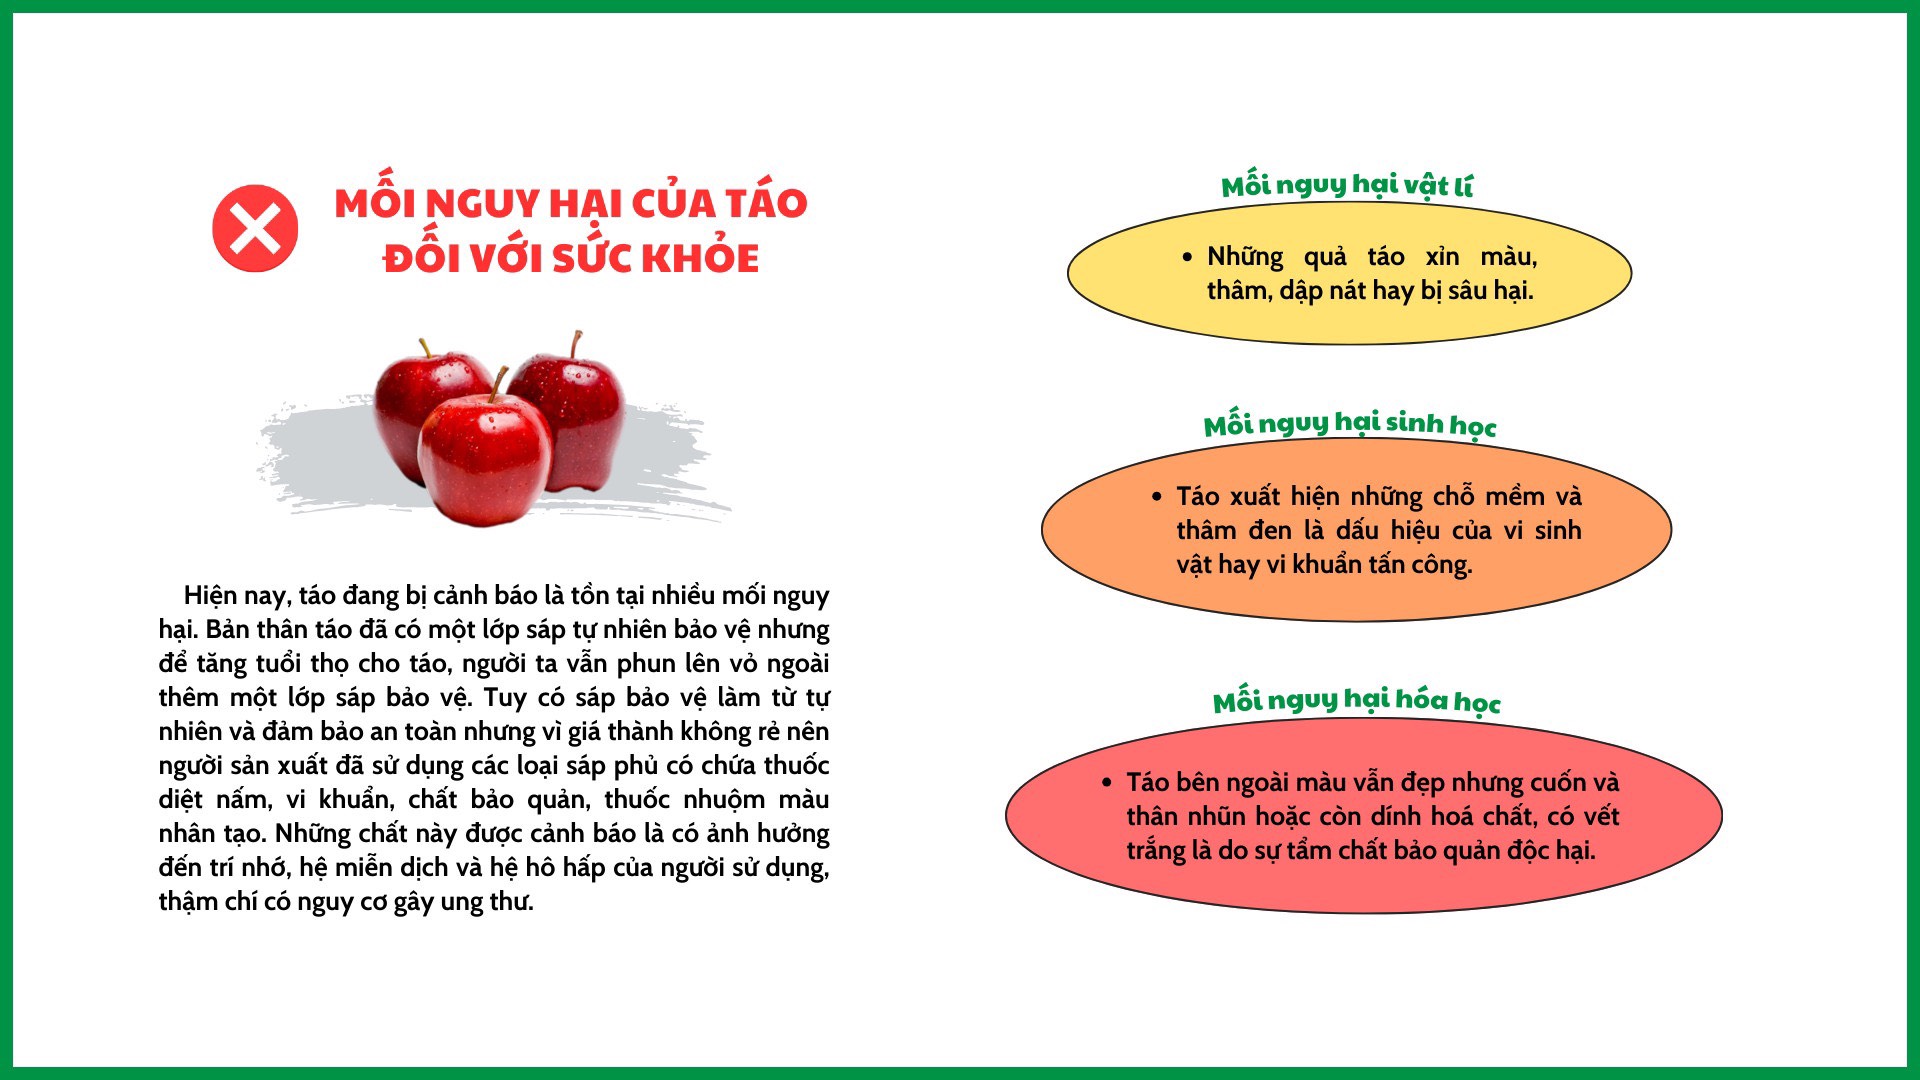 MỐI NGUY HẠI CỦA TÁO
ĐỐI VỚI SỨC KHỎE
Hiện nay, táo đang bị cảnh báo là tồn tại nhiều mối nguy
hại. Bản thân táo đã có một lớp sáp tự nhiên bảo vệ nhưng
để tăng tuổi thọ cho táo, người ta vẫn phun lên vỏ ngoài
thêm một lớp sáp bảo vệ. Tuy có sáp bảo vệ làm từ tự
nhiên và đảm bảo an toàn nhưng vì giá thành không rẻ nên
người sản xuất đã sử dụng các loại sáp phủ có chứa thuốc
diệt nấm, vi khuẩn, chất bảo quản, thuốc nhuộm màu
nhân tạo. Những chất này được cảnh báo là có ảnh hưởng
đến trí nhớ, hệ miễn dịch và hệ hô hấp của người sử dụng,
thậm chí có nguy cơ gây ung thư.
Mối nguy hại vật lí
• Những quả táo xỉn màu,
thâm, dập nát hay bị sâu hại.
Mối nguy hại sinh học
• Táo xuất hiện những chỗ mềm và
thâm đen là dấu hiệu của vi sinh
vật hay vi khuẩn tấn công.
Mối nguy hại hóa học
• Táo bên ngoài màu vẫn đẹp nhưng cuốn và
thân nhũn hoặc còn dính hoá chất, có vết
trắng là do sự tẩm chất bảo quản độc hại.